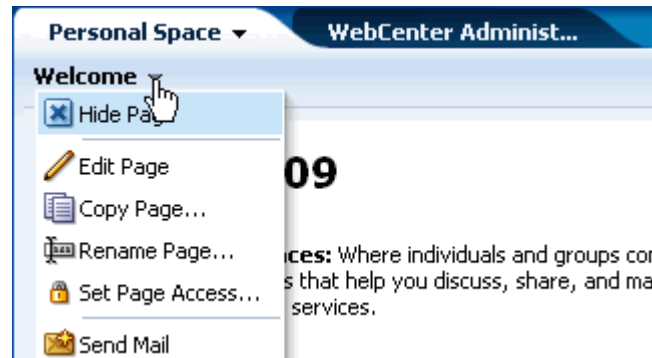 Personal Space WebCenter Administ...
Welcome
Hide Pag
Edit Page
09
Copy Page...
Rename Page...
ces: Where individuals and groups co
s that help you discuss, share, and ma
Set Page Access...
services.
Send Mail